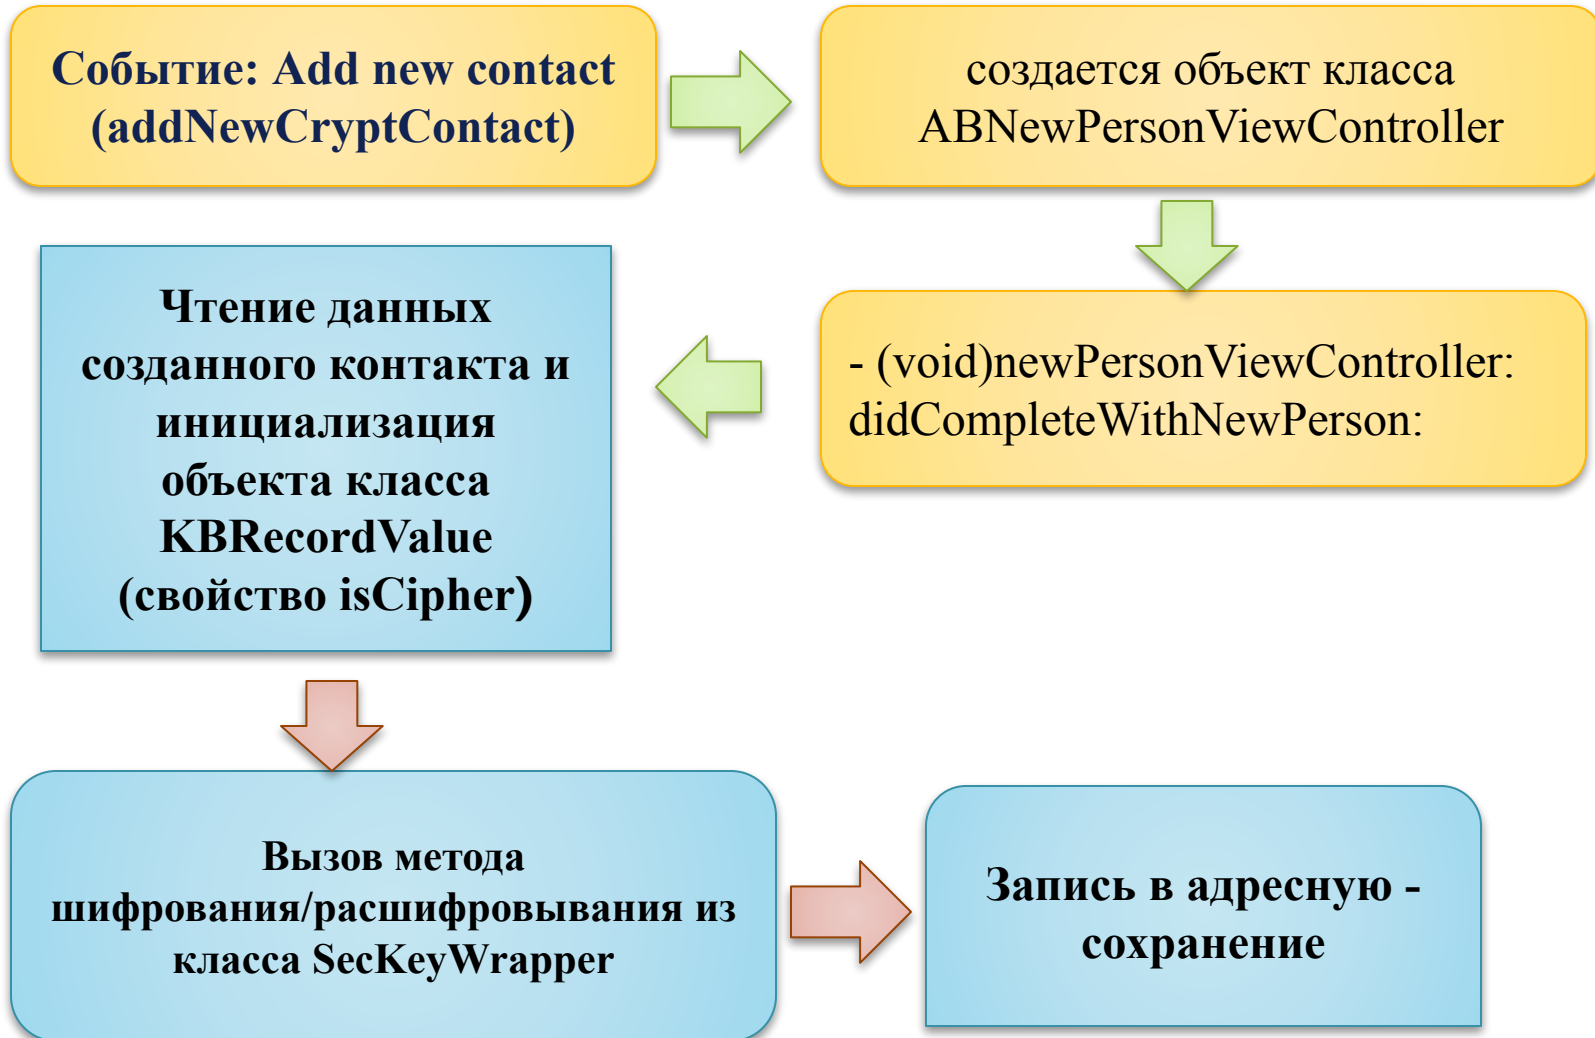 Событие: Add new contact
(addNewCryptContact)
создается объект класса
ABNewPersonViewController
- (void)newPersonViewController:
didCompleteWithNewPerson:
Чтение данных
созданного контакта и
инициализация
объекта класса
KBRecordValue
(свойство isCipher)
Вызов метода
шифрования/расшифровывания из
класса SecKeyWrapper
Запись в адресную -
сохранение